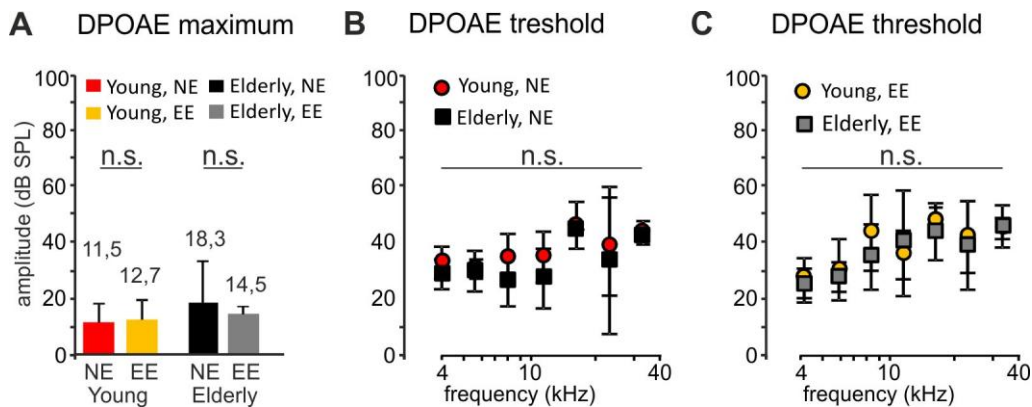 A DPOAE maximum
100
80
60
40
20
0
amplitude (dB SPL)
Young, NE
Elderly, NE
Young, EE
Elderly, EE
n.s.
n.s.
11,5
12,7
18,3
14,5
NE EE NE EE
Young Elderly
B DPOAE treshold
100
80
60
40
20
0
Young, NE
Elderly, NE
n.s.
4 10 40
frequency (kHz)
C DPOAE threshold
100
80
60
40
20
0
Young, EE
Elderly, EE
n.s.
4 10 40
frequency (kHz)